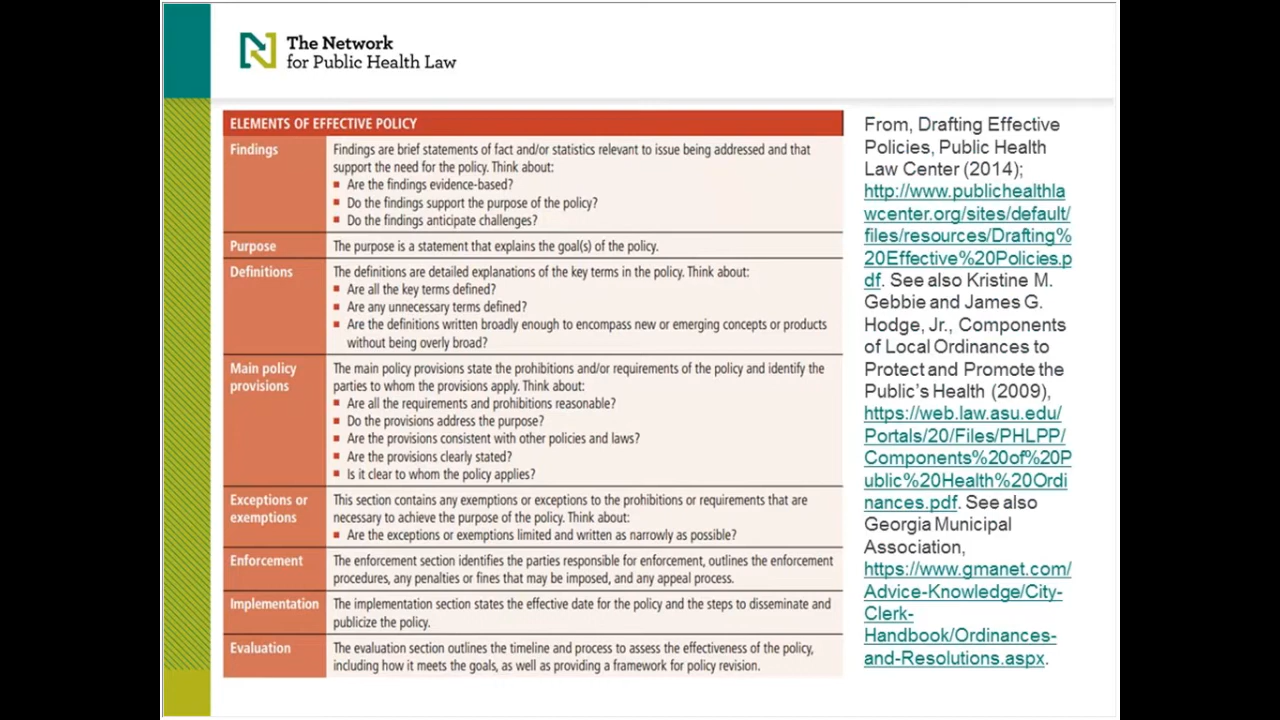 The Network
for Public Health Law
ELEMENTS OF EFFECTIVE POLICY
Findings
Findings are brief statements of fact and/or statistics relevant to issue being addressed and that
support the need for the policy. Think about:
■ Are the findings evidence-based?
■ Do the findings support the purpose of the policy?
■ Do the findings anticipate challenges?
Purpose
The purpose is a statement that explains the goal(s) of the policy.
Definitions
The definitions are detailed explanations of the key terms in the policy. Think about:
■ Are all the key terms defined?
■ Are any unnecessary terms defined?
■ Are the definitions written broadly enough to encompass new or emerging concepts or products
without being overly broad?
Main policy
provisions
The main policy provisions state the prohibitions and/or requirements of the policy and identify the
parties to whom the provisions apply. Think about:
■ Are all the requirements and prohibitions reasonable?
■ Do the provisions address the purpose?
■ Are the provisions consistent with other policies and laws?
■ Are the provisions clearly stated?
■ Is it clear to whom the policy applies?
Exceptions or
exemptions
This section contains any exemptions or exceptions to the prohibitions or requirements that are
necessary to achieve the purpose of the policy. Think about:
■ Are the exceptions or exemptions limited and written as narrowly as possible?
Enforcement
The enforcement section identifies the parties responsible for enforcement, outlines the enforcement
procedures, any penalties or fines that may be imposed, and any appeal process.
Implementation
The implementation section states the effective date for the policy and the steps to disseminate and
publicize the policy.
Evaluation
The evaluation section outlines the timeline and process to assess the effectiveness of the policy,
including how it meets the goals, as well as providing a framework for policy revision.
From, Drafting Effective
Policies, Public Health
Law Center (2014);
http://www.publichealthla
wcenter.org/sites/default/
files/resources/Drafting%
20Effective%20Policies.p
df. See also Kristine M.
Gebbie and James G.
Hodge, Jr., Components
of Local Ordinances to
Protect and Promote the
Public's Health (2009),
https://web.law.asu.edu/
Portals/20/Files/PHLPP/
Components%20of%20P
ublic%20Health%20Ordi
nances.pdf. See also
Georgia Municipal
Association,
https://www.gmanet.com/
Advice-Knowledge/City-
Clerk-
Handbook/Ordinances-
and-Resolutions.aspx.